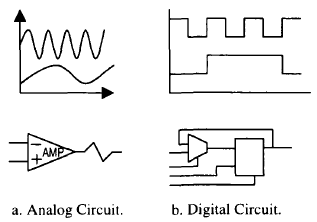 − AMP
+
a. Analog Circuit.
b. Digital Circuit.